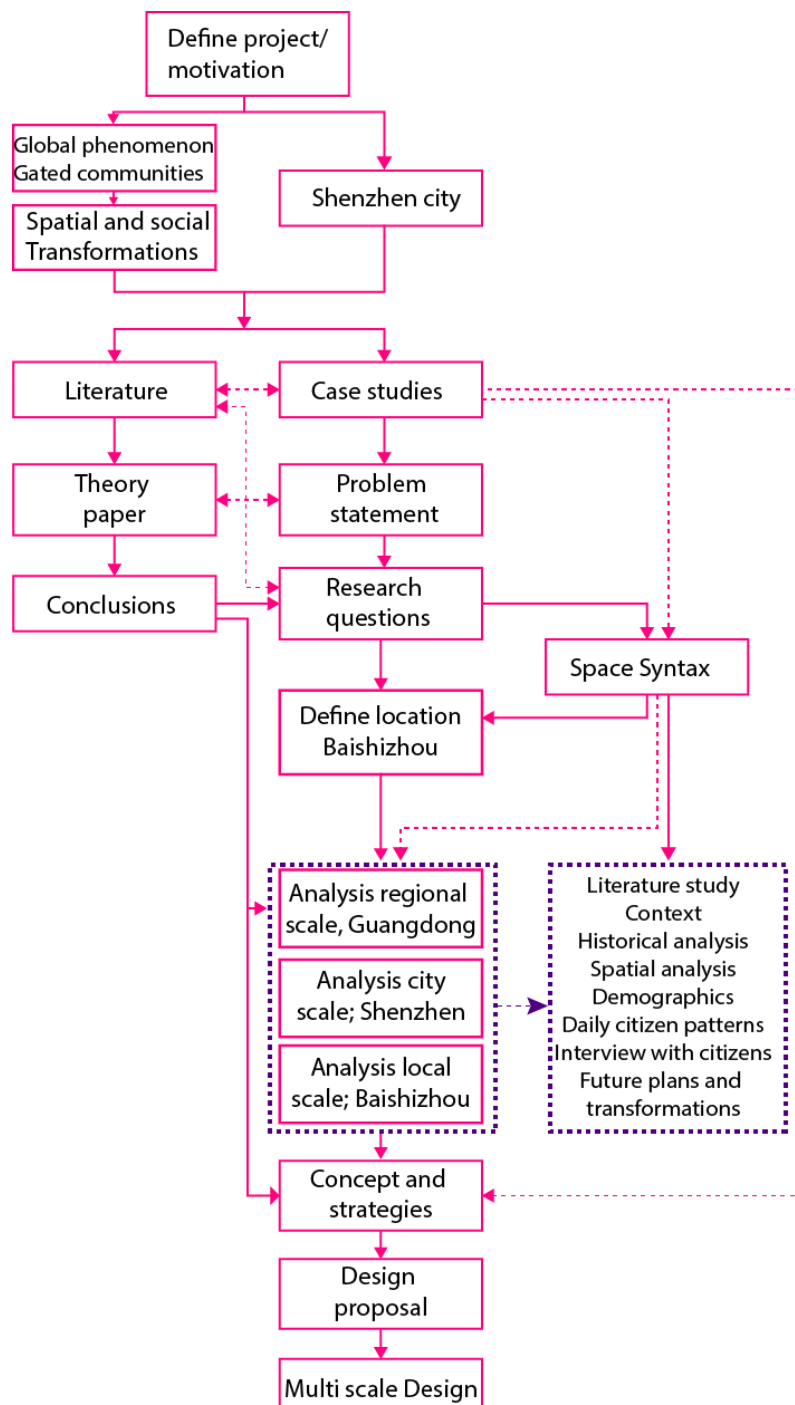 Define project/
motivation
Global phenomenon
Gated communities
Spatial and social
Transformations
Shenzhen city
Literature
Case studies
Theory
paper
Problem
statement
Conclusions
Research
questions
Space Syntax
Define location
Baishizhou
Analysis regional
scale, Guangdong
Analysis city
scale; Shenzhen
Analysis local
scale; Baishizhou
Literature study
Context
Historical analysis
Spatial analysis
Demographics
Daily citizen patterns
Interview with citizens
Future plans and
transformations
Concept and
strategies
Design
proposal
Multi scale Design